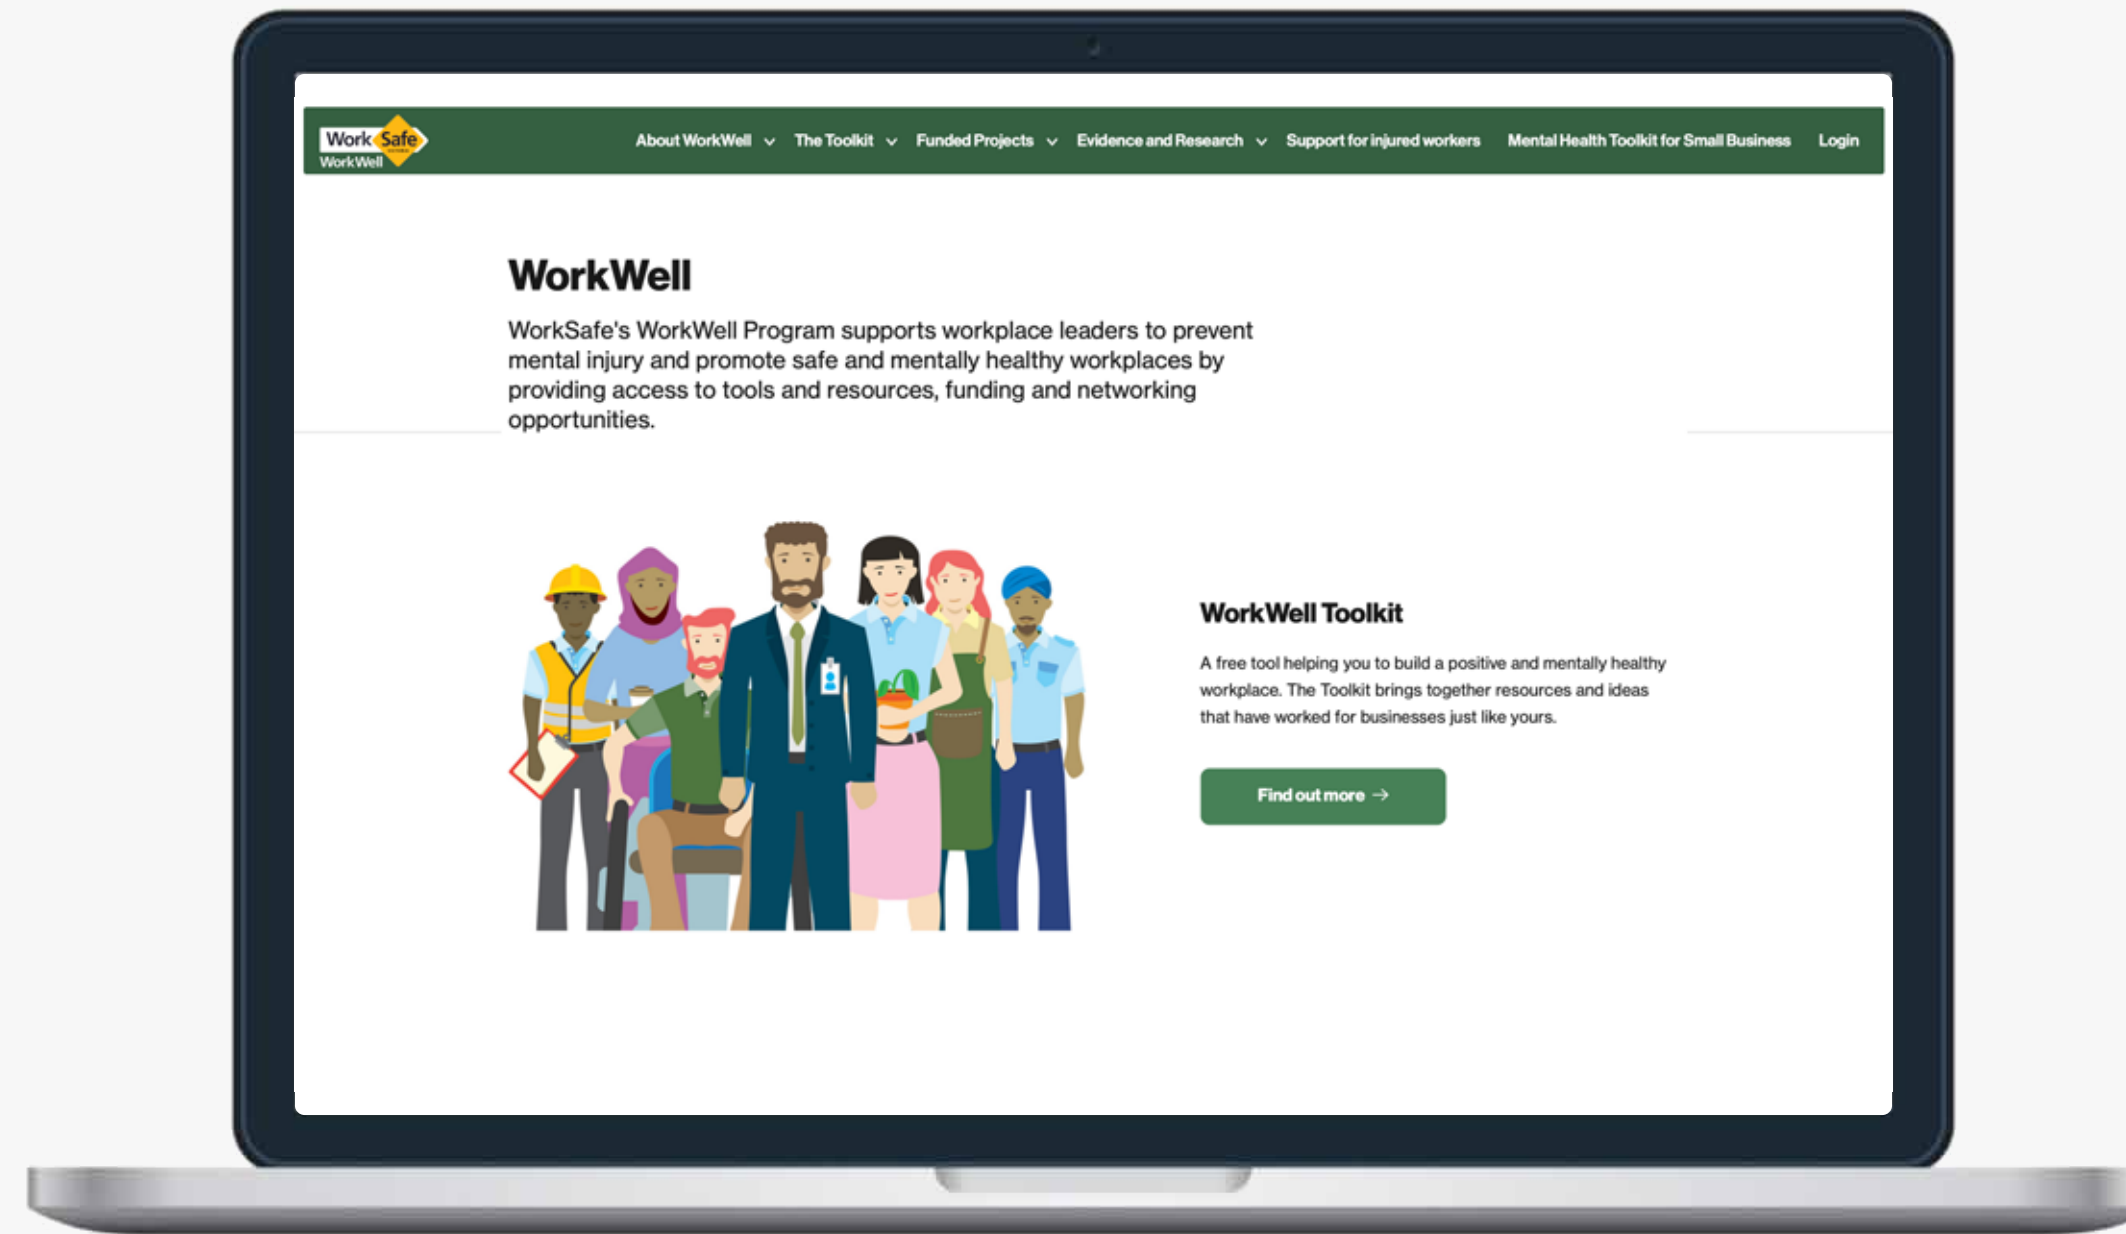 Work Safe
WorkWell
About WorkWell The Toolkit Funded Projects Evidence and Research Support for injured workers Mental Health Toolkit for Small Business Login
WorkWell
WorkSafe's WorkWell Program supports workplace leaders to prevent
mental injury and promote safe and mentally healthy workplaces by
providing access to tools and resources, funding and networking
opportunities.
WorkWell Toolkit
A free tool helping you to build a positive and mentally healthy
workplace. The Toolkit brings together resources and ideas
that have worked for businesses just like yours.
Find out more →